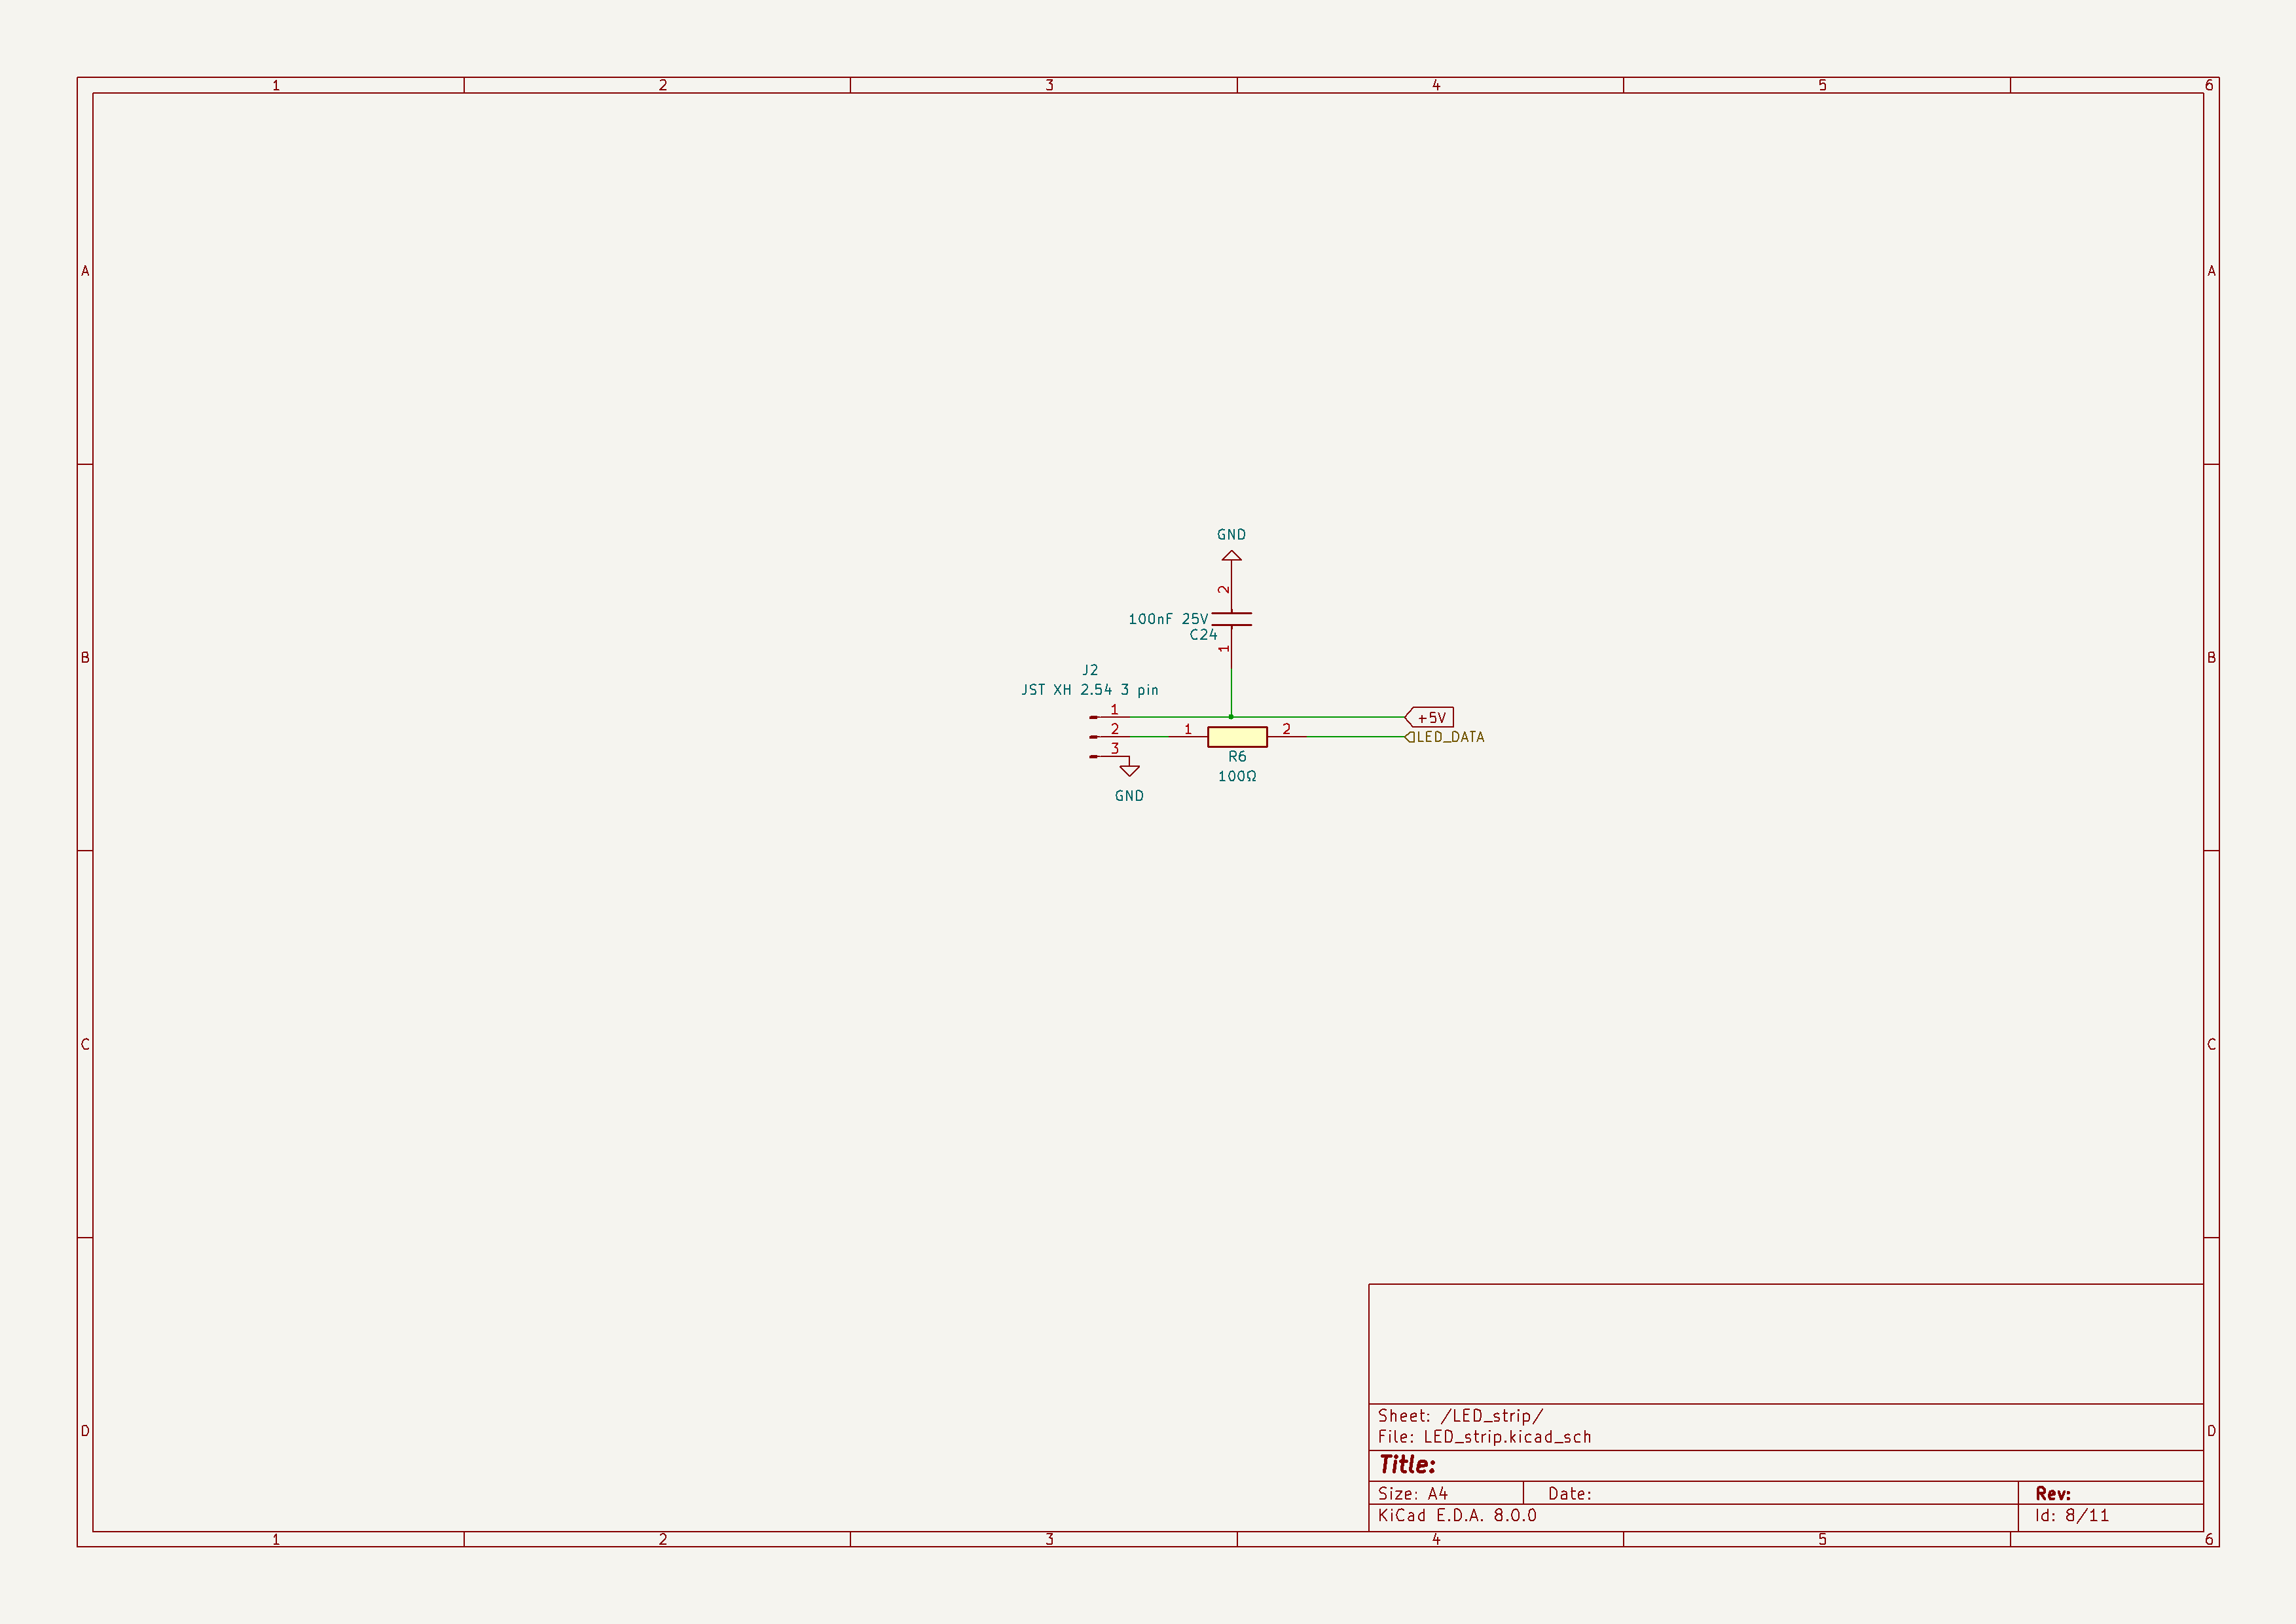 1 2 3 4 5 6
A A
GND
2
100nF 25V
C24
1
B B
J2
JST XH 2.54 3 pin
1 +5V
2 1 2 LED_DATA
3 R6
100Ω
GND
C C
Sheet: /LED_strip/
File: LED_strip.kicad_sch
D D
Title:
Size: A4 Date: Rev:
KiCad E.D.A. 8.0.0 Id: 8/11
1 2 3 4 5 6